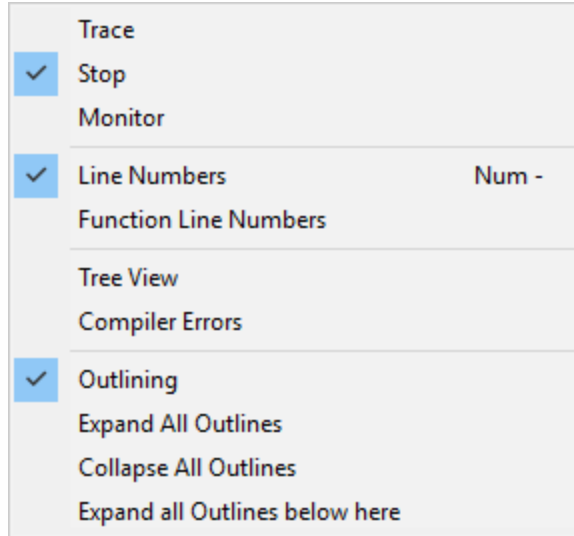 Trace
Stop
Monitor
Line Numbers Num -
Function Line Numbers
Tree View
Compiler Errors
Outlining
Expand All Outlines
Collapse All Outlines
Expand all Outlines below here